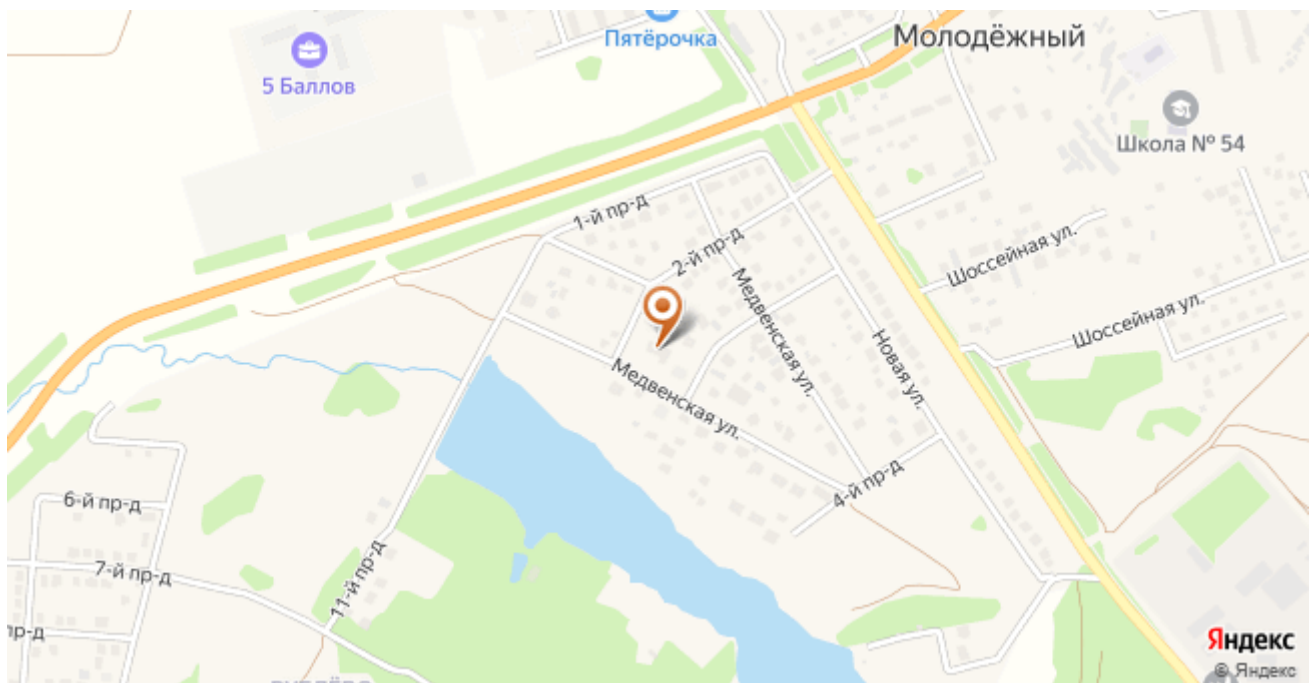 Пятёрочка
Молодёжный
5 Баллов
Школа № 54
1-й пр-д
2-й пр-д
Шоссейная ул.
Медвенская ул.
Шоссейная ул.
Новая ул.
Медвенская ул.
4-й пр-д
6-й пр-д
7-й пр-д
11-й пр-д
пр-д
Яндекс
© Яндекс